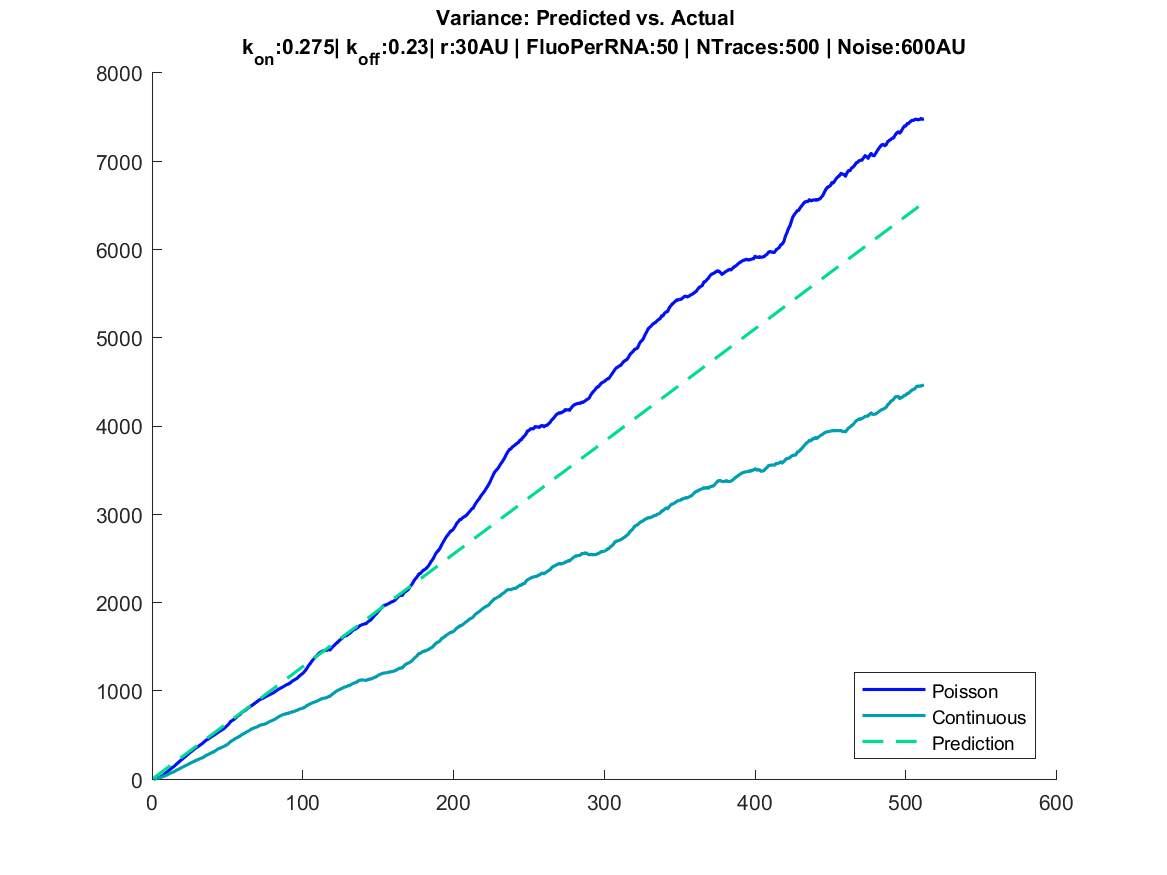 Variance: Predicted vs. Actual
kon:0.275| koff:0.23| r:30AU | FluoPerRNA:50 | NTraces:500 | Noise:600AU
8000
7000
6000
5000
4000
3000
2000
1000
0
0 100 200 300 400 500 600
Poisson
Continuous
Prediction